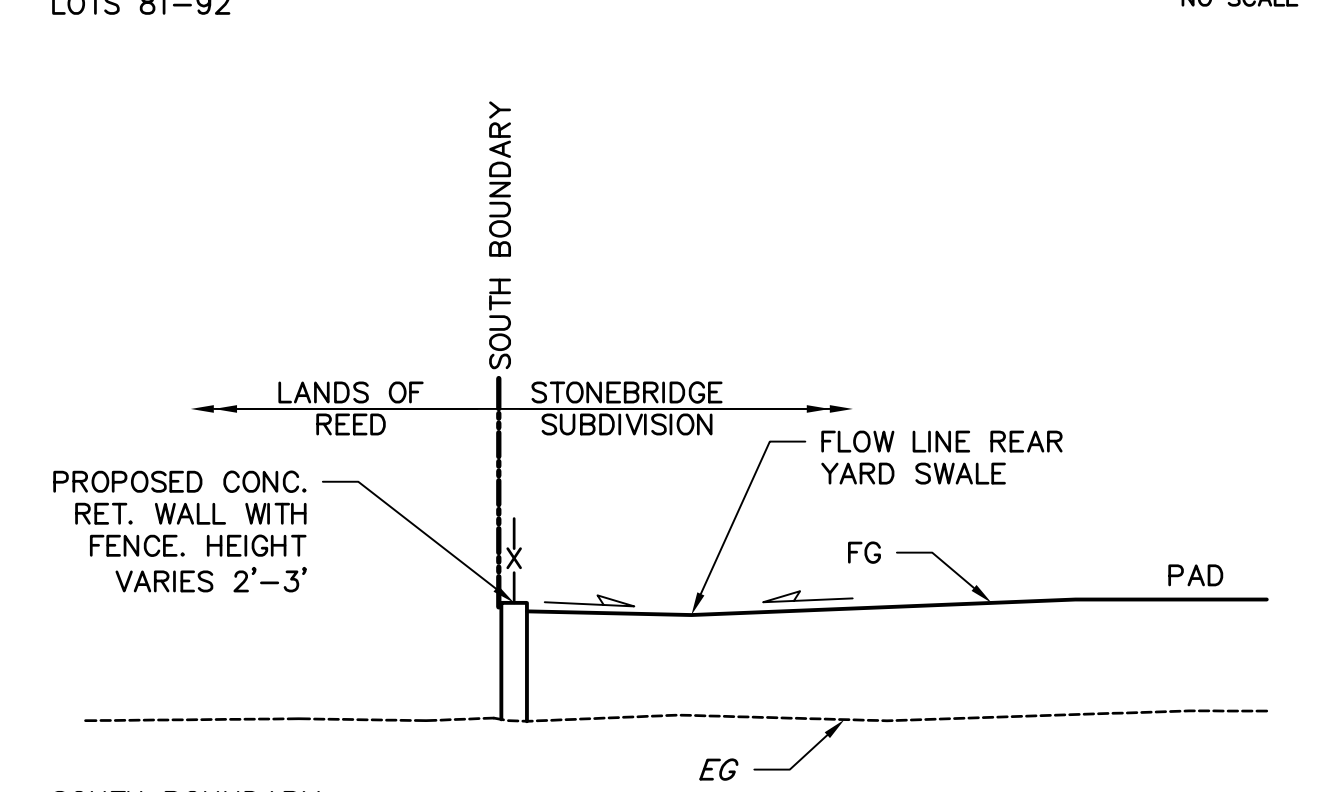 LOTS 81-92
NO SCALE
SOUTH BOUNDARY
LANDS OF
REED
STONEBRIDGE
SUBDIVISION
FLOW LINE REAR
YARD SWALE
PROPOSED CONC.
RET. WALL WITH
FENCE. HEIGHT
VARIES 2'-3'
X
FG
PAD
EG
SOUTH BOUNDARY